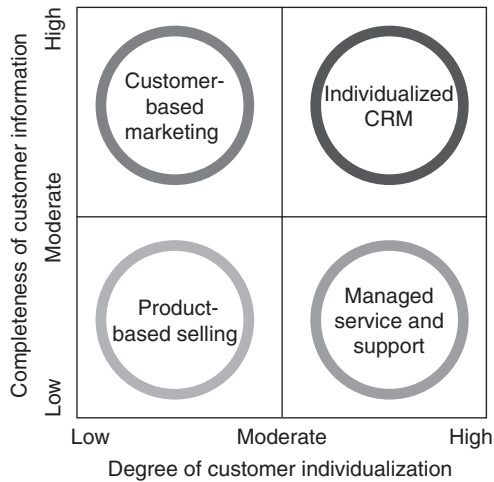 Completeness of customer information
High
Moderate
Low
Customer-
based
marketing
Individualized
CRM
Product-
based selling
Managed
service and
support
Low
Moderate
High
Degree of customer individualization